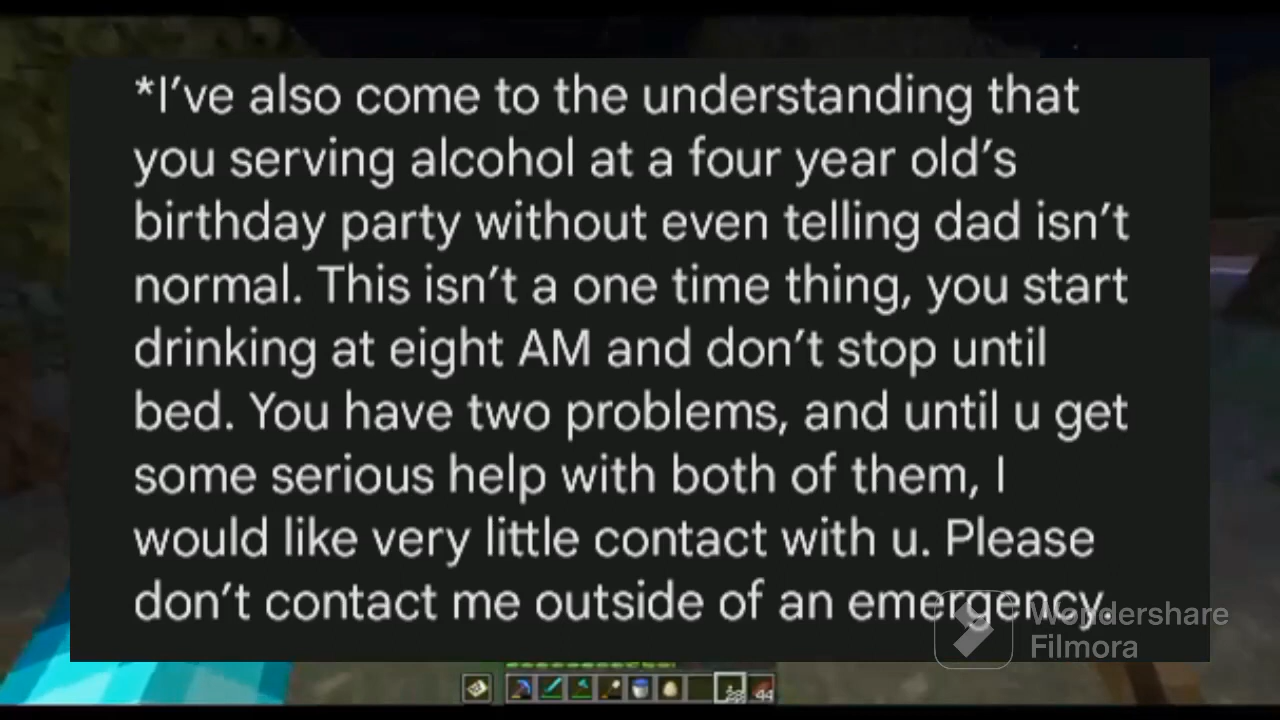 *I’ve also come to the understanding that
you serving alcohol at a four year old’s
birthday party without even telling dad isn’t
normal. This isn’t a one time thing, you start
drinking at eight AM and don’t stop until
bed. You have two problems, and until u get
some serious help with both of them, I
would like very little contact with u. Please
don’t contact me outside of an emergency.
Wondershare
Filmora
28
44